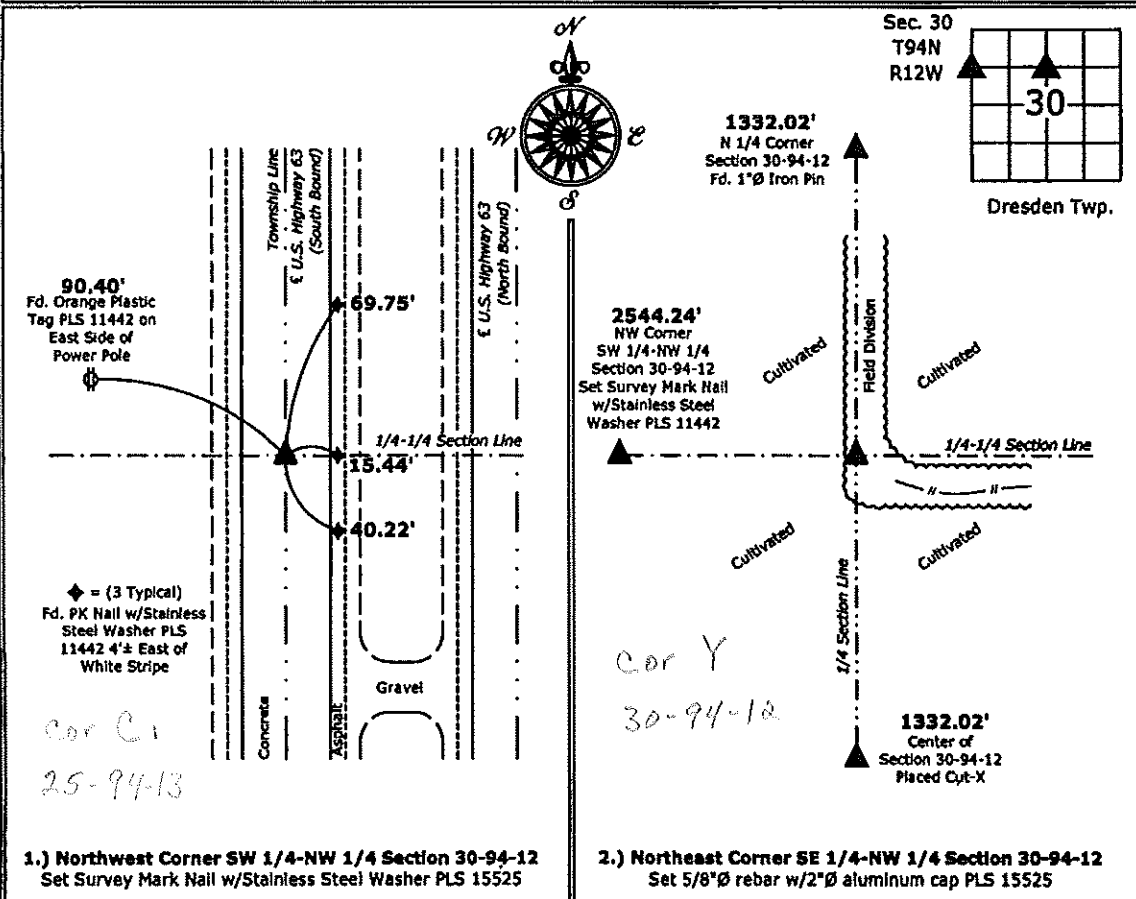 Sec. 30
T94N
R12W
30
Dresden Twp.
N
W
E
S
Township Line
℄ U.S. Highway 63
(South Bound)
℄ U.S. Highway 63
(North Bound)
90.40'
Fd. Orange Plastic
Tag PLS 11442 on
East Side of
Power Pole
69.75'
1/4-1/4 Section Line
15.44'
40.22'
= (3 Typical)
Fd. PK Nail w/Stainless
Steel Washer PLS
11442 4'± East of
White Stripe
Concrete
Asphalt
Gravel
Cor C1
25-94-13
1.) Northwest Corner SW 1/4-NW 1/4 Section 30-94-12
Set Survey Mark Nail w/Stainless Steel Washer PLS 15525
1332.02'
N 1/4 Corner
Section 30-94-12
Fd. 1"Ø Iron Pin
2544.24'
NW Corner
SW 1/4-NW 1/4
Section 30-94-12
Set Survey Mark Nail
w/Stainless Steel
Washer PLS 11442
Cultivated
Field Division
Cultivated
1/4-1/4 Section Line
H
H
Cultivated
Cultivated
1/4 Section Line
Cor Y
30-94-12
1332.02'
Center of
Section 30-94-12
Placed Cut-X
2.) Northeast Corner SE 1/4-NW 1/4 Section 30-94-12
Set 5/8"Ø rebar w/2"Ø aluminum cap PLS 15525